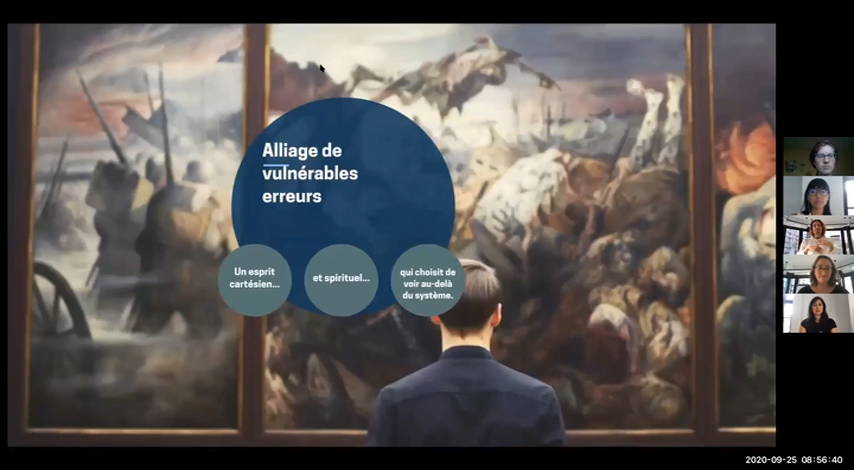 Alliage de
vulnérables
erreurs
Un esprit
cartésien...
et spirituel...
qui choisit de
voir au-delà
du système.
2020-09-25 08:56:40